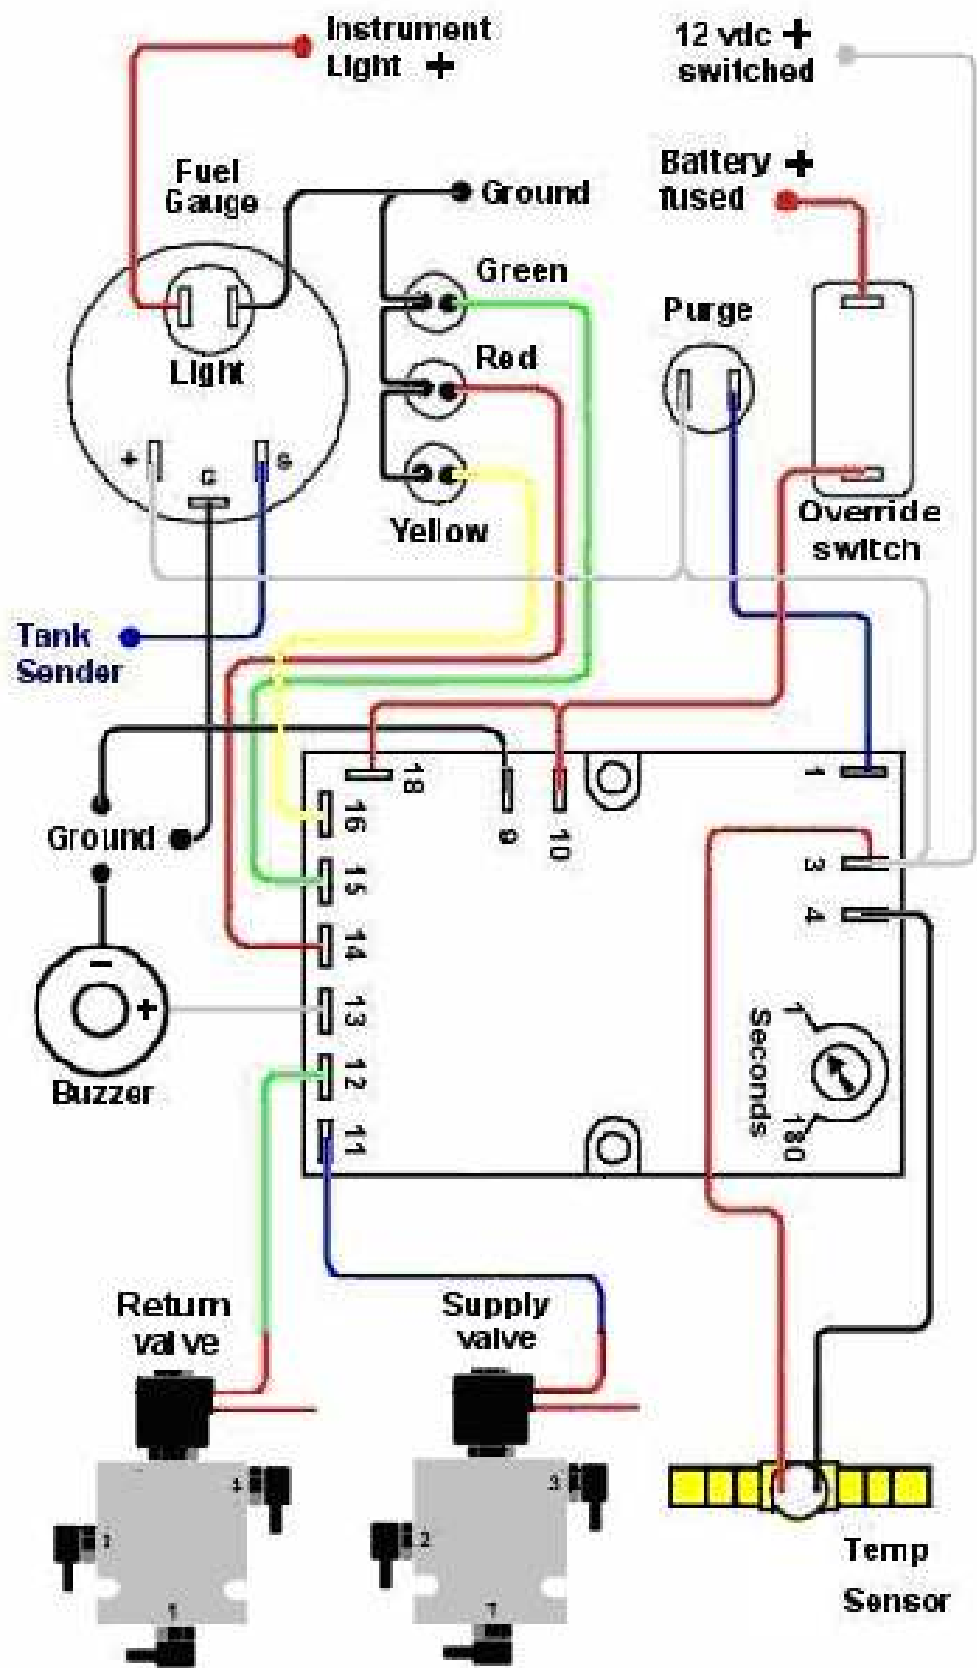 Instrument
Light +
12 vdc +
switched
Fuel
Gauge
Ground
Battery +
fused
Green
Purge
Light
Red
+
G
S
Yellow
Override
switch
Tank
Sender
18
9
10
1
16
Ground
15
3
14
4
-
+
13
Buzzer
12
11
1
Seconds
180
Return
valve
Supply
valve
3
2
Temp
Sensor